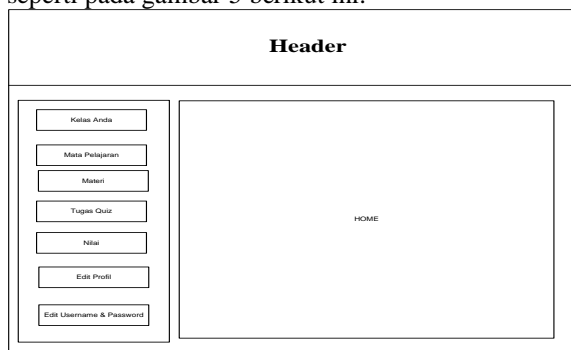 seperti pada gambar 5 berikut ini:
Header
Kelas Anda
Mata Pelajaran
Materi
Tugas Quiz
Nilai
Edit Profil
Edit Username & Password
HOME